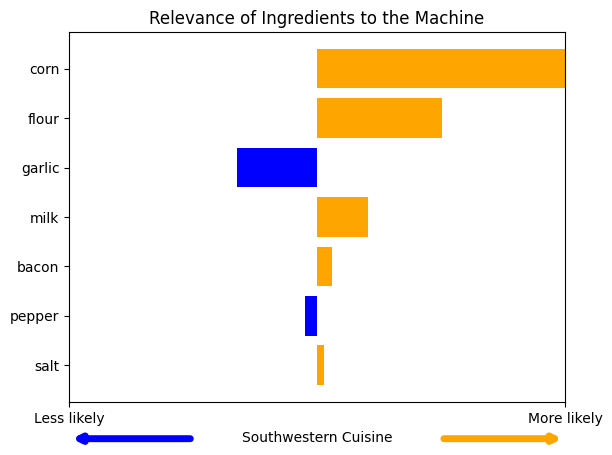 Relevance of Ingredients to the Machine
corn
flour
garlic
milk
bacon
pepper
salt
Less likely
More likely
Southwestern Cuisine